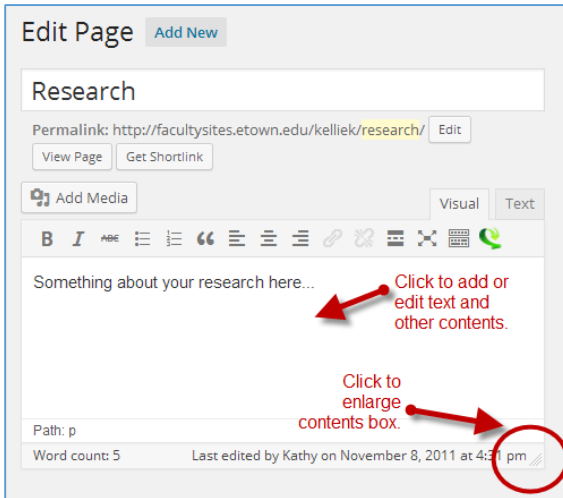 Edit Page Add New
Research
Permalink: http://facultysites.etown.edu/kelliek/research/ Edit
View Page Get Shortlink
Add Media
Visual Text
B I ABC
Something about your research here...
Click to add or
edit text and
other contents.
Click to
enlarge
contents box.
Path: p
Word count: 5 Last edited by Kathy on November 8, 2011 at 4:31 pm